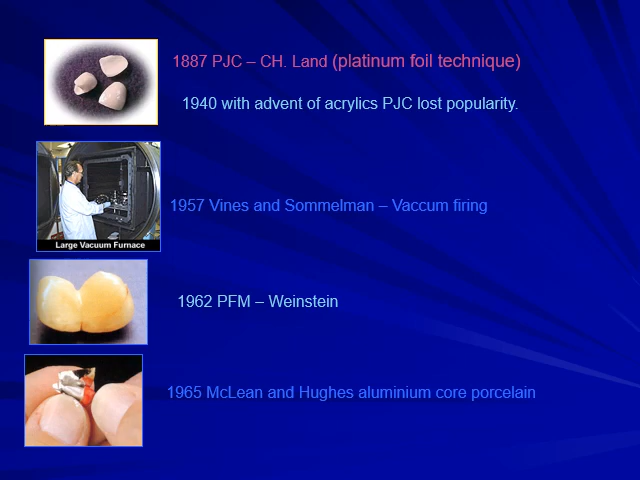 1887 PJC – CH. Land (platinum foil technique)
1940 with advent of acrylics PJC lost popularity.
1957 Vines and Sommelman – Vaccum firing
Large Vacuum Furnace
1962 PFM – Weinstein
1965 McLean and Hughes aluminium core porcelain